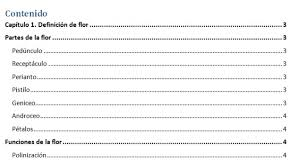 Contenido
Capítulo 1. Definición de flor ........ 3
Partes de la flor ........ 3
Pedúnculo ........ 3
Receptáculo ........ 3
Perianto ........ 3
Pistilo ........ 3
Geniceo ........ 3
Androceo ........ 4
Pétalos ........ 4
Funciones de la flor ........ 4
Polinización ........ 4